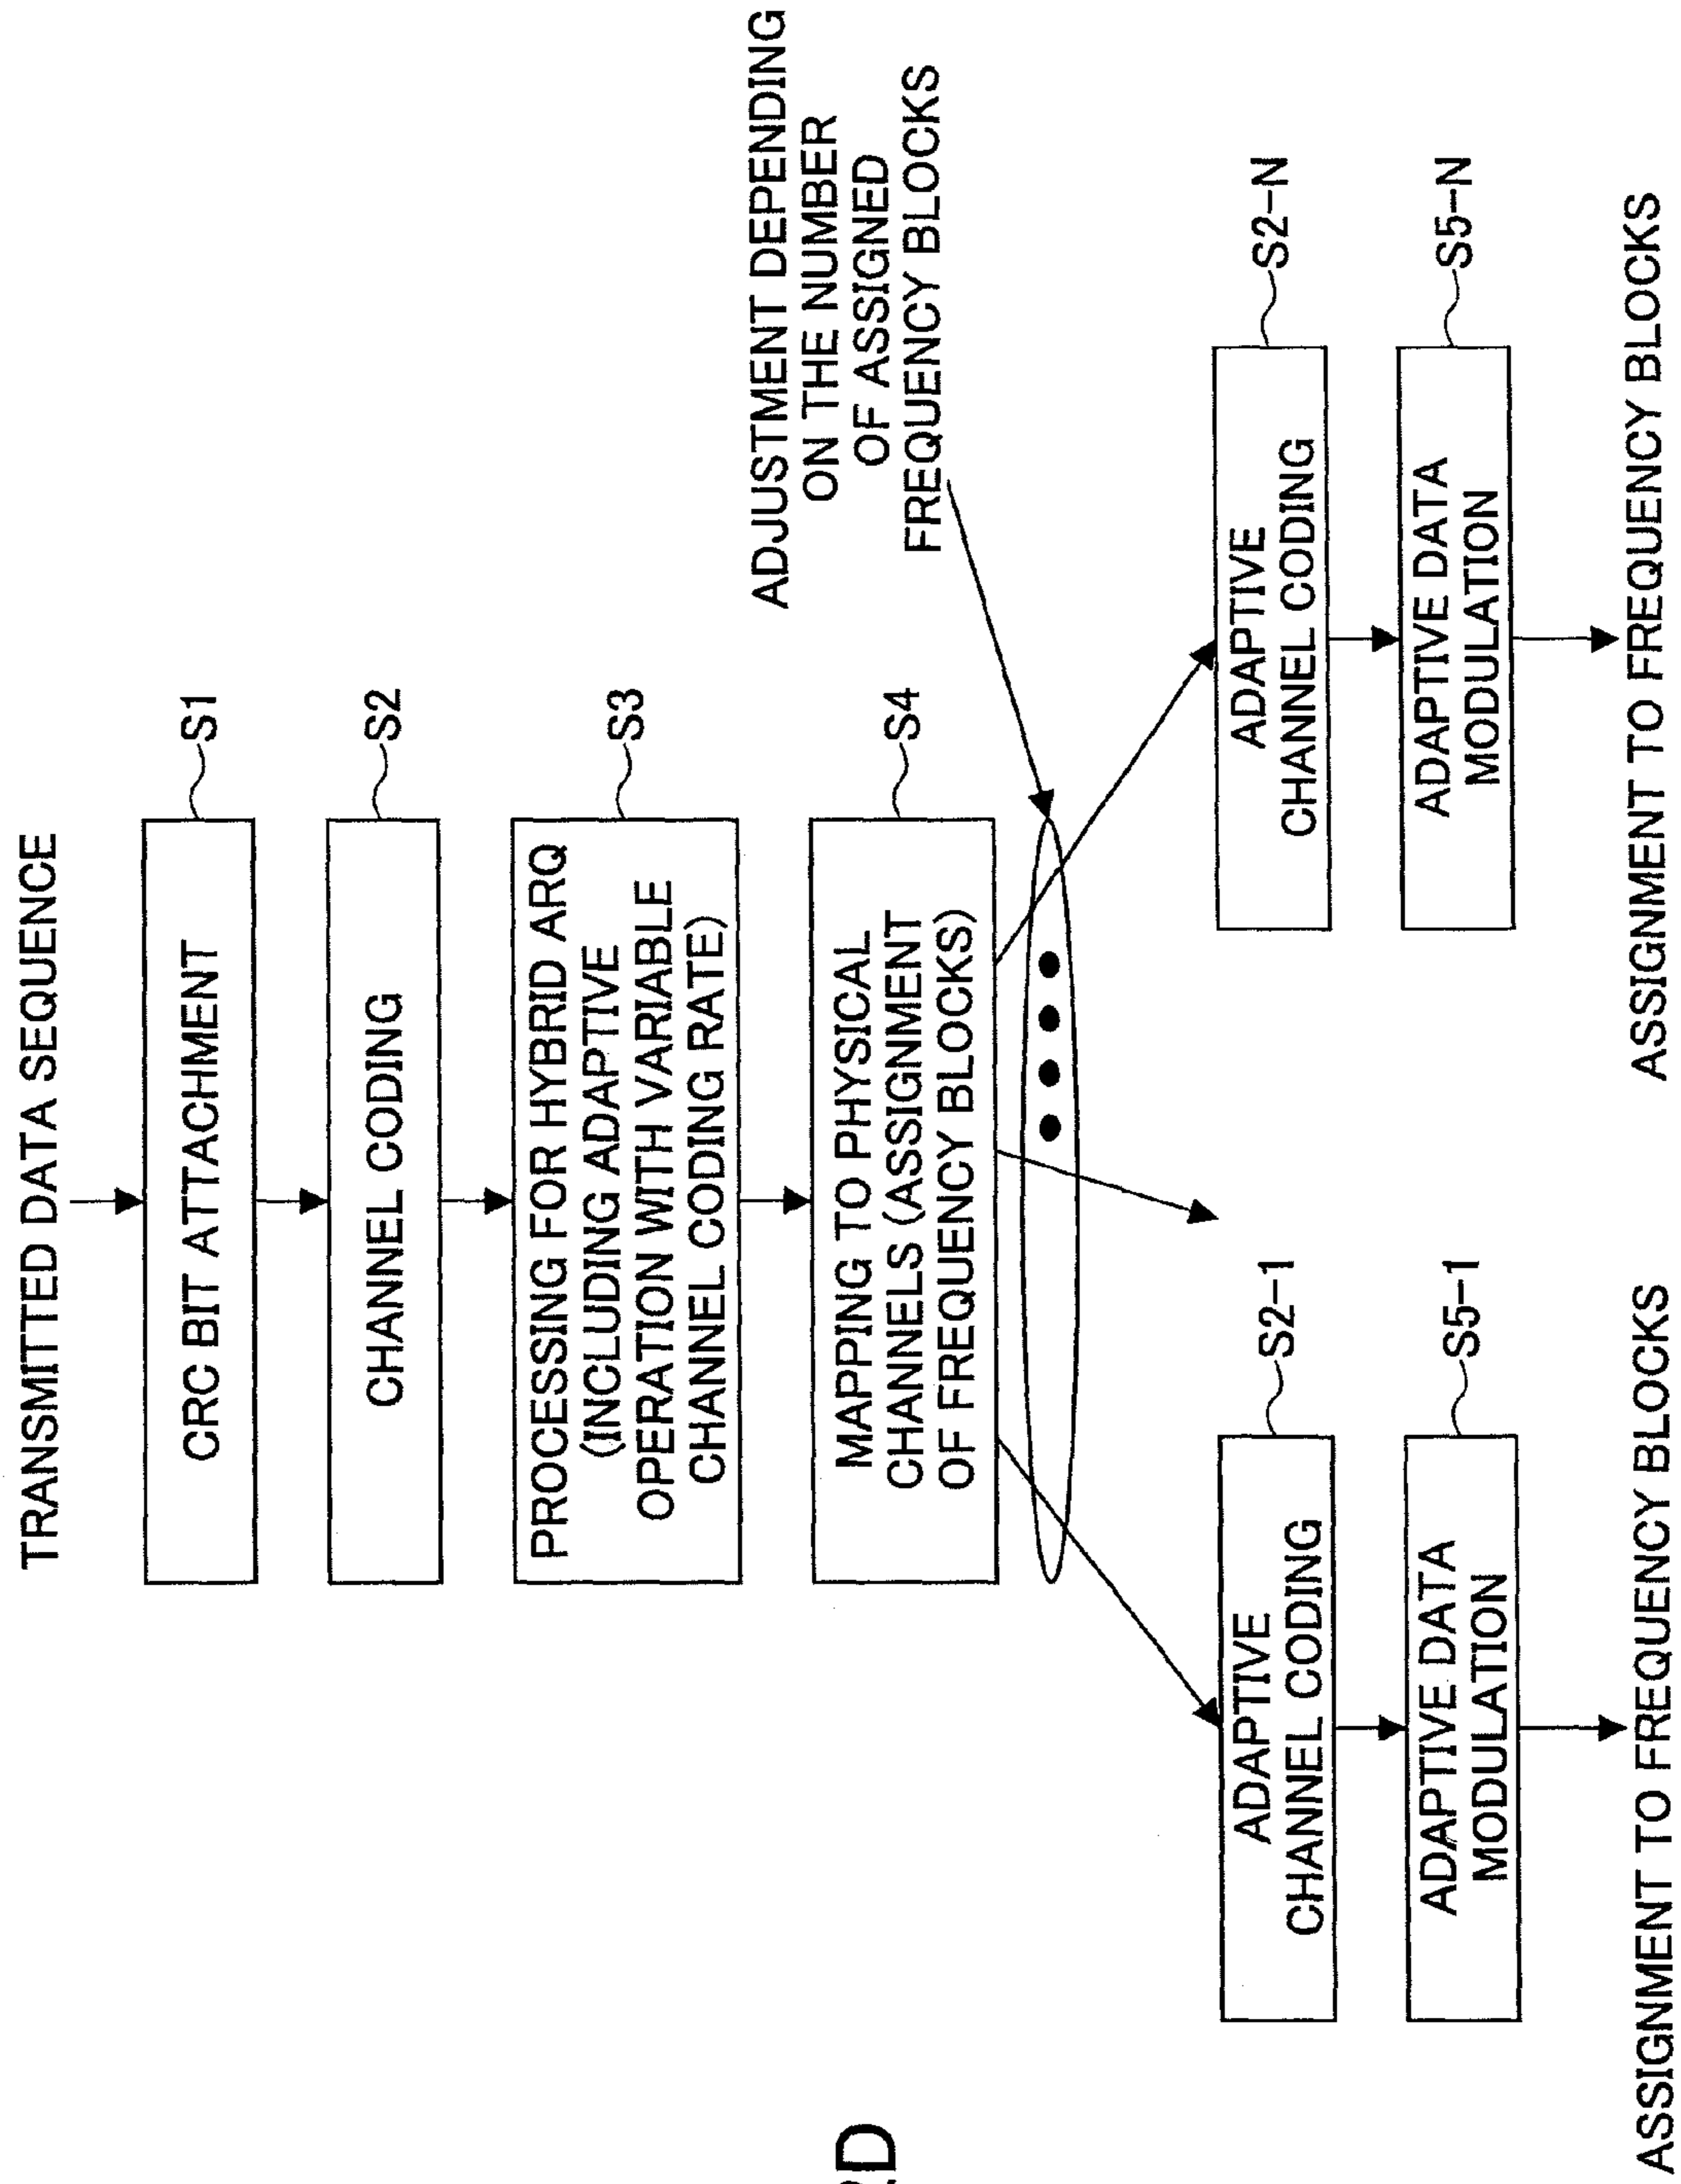 TRANSMITTED DATA SEQUENCE
CRC BIT ATTACHMENT
S1
CHANNEL CODING
S2
PROCESSING FOR HYBRID ARQ
(INCLUDING ADAPTIVE
OPERATION WITH VARIABLE
CHANNEL CODING RATE)
S3
MAPPING TO PHYSICAL
CHANNELS (ASSIGNMENT
OF FREQUENCY BLOCKS)
S4
ADJUSTMENT DEPENDING
ON THE NUMBER
OF ASSIGNED
FREQUENCY BLOCKS
ADAPTIVE
CHANNEL CODING
S2-1
ADAPTIVE DATA
MODULATION
S5-1
ASSIGNMENT TO FREQUENCY BLOCKS
ADAPTIVE
CHANNEL CODING
S2-N
ADAPTIVE DATA
MODULATION
S5-N
ASSIGNMENT TO FREQUENCY BLOCKS